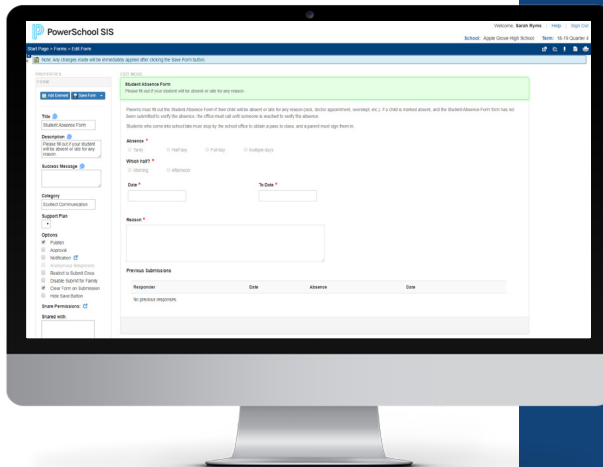 PowerSchool SIS
Welcome, Sarah Ryms | Help | Sign Out
School: Apple Grove High School Term: 18-19 Quarter 4
Start Page > Forms > Edit Form
Note: Any changes made will be immediately applied after clicking the Save Form button.
PROPERTIES
FORM
Add Element
Save Form
Title
Student Absence Form
Description
Please fill out if your student
will be absent or late for any
reason
Success Message
Category
Student Communication
Support Plan
Options
Publish
Approval
Notification
Anonymous Responses
Restrict to Submit Once
Disable Submit for Family
Clear Form on Submission
Hide Save Button
Share Permissions:
Shared with
EDIT MODE
Student Absence Form
Please fill out if your student will be absent or late for any reason
Parents must fill out the Student Absence Form if their child will be absent or late for any reason (sick, doctor appointment, overslept, etc.). If a child is marked absent, and the Student Absence Form form has not
been submitted to verify the absence, the office must call until someone is reached to verify the absence.
Students who come into school late must stop by the school office to obtain a pass to class, and a parent must sign them in.
Absence *
Tardy Half day Full day Multiple days
Which half? *
Morning Afternoon
Date * To Date *
Reason *
Previous Submissions
Responder Date Absence Date
No previous responses.